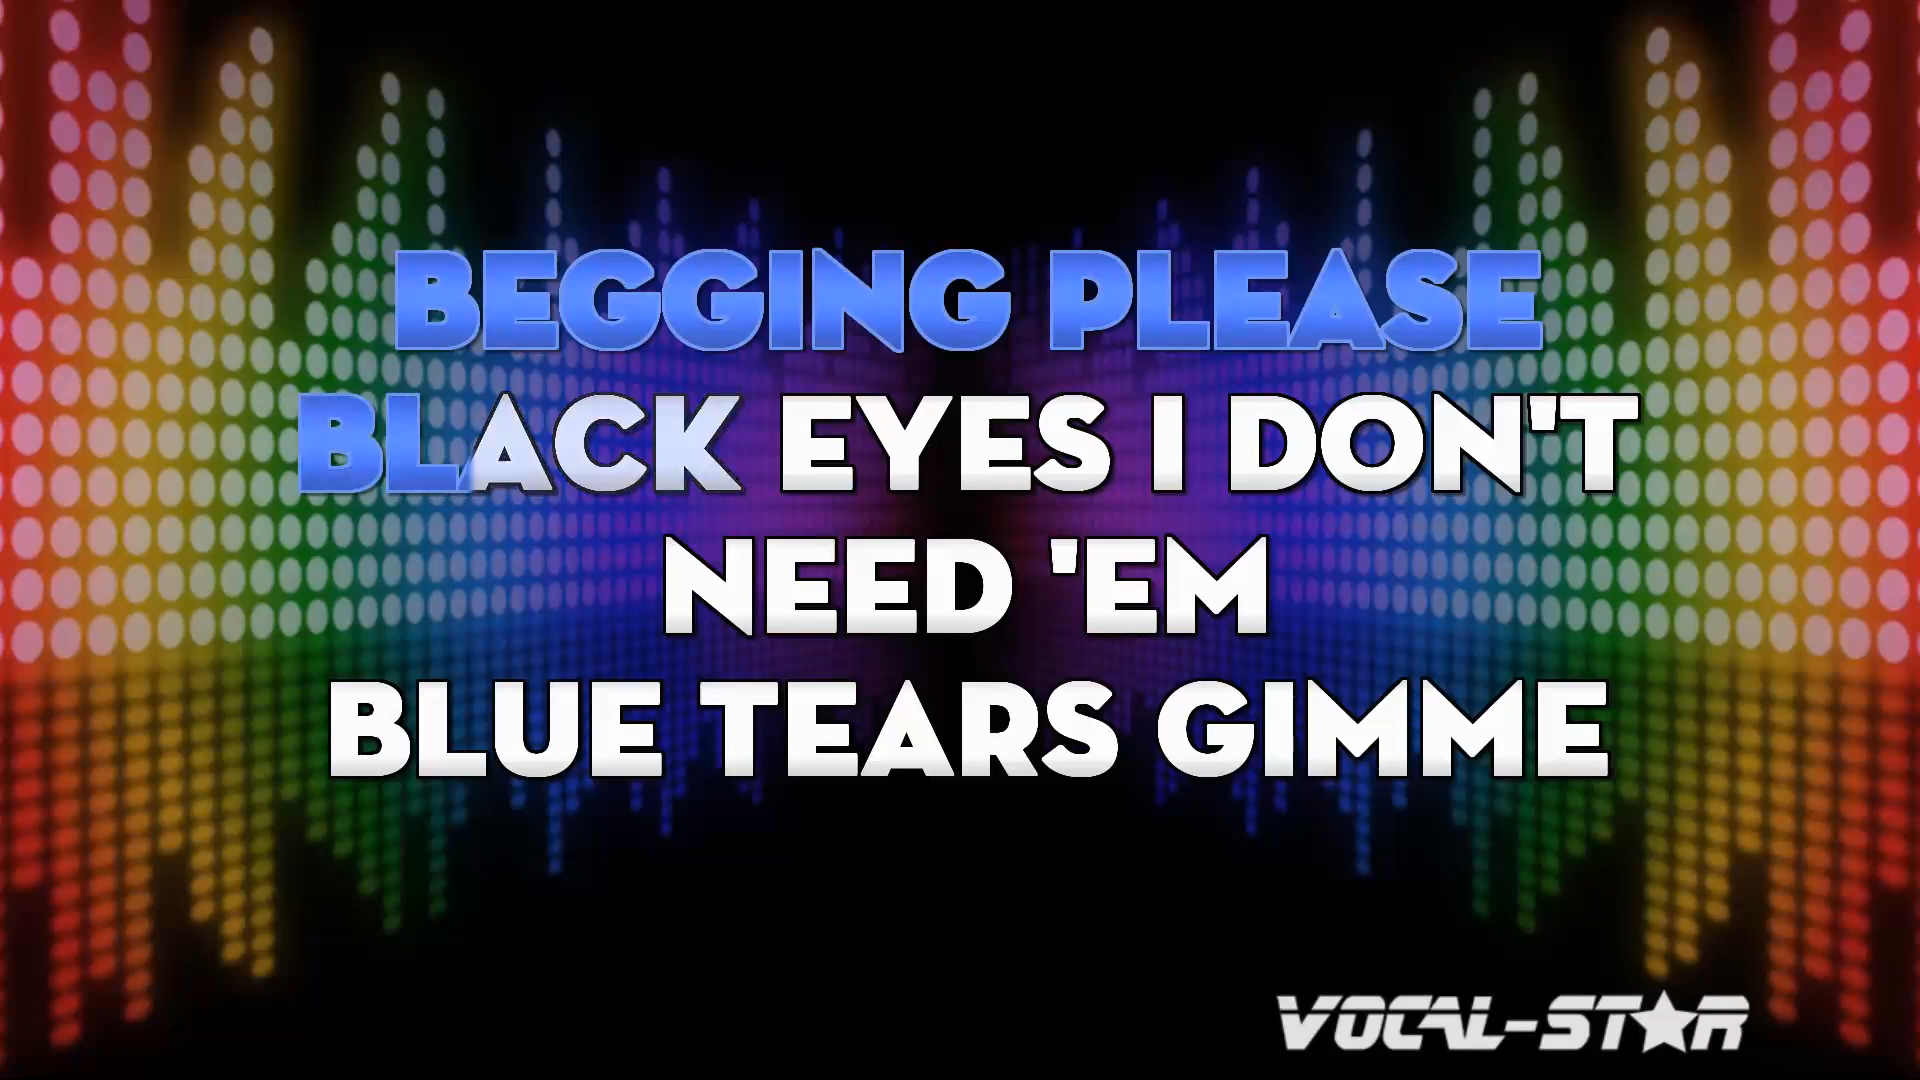 BEGGING PLEASE
BLACK EYES I DON'T
NEED 'EM
BLUE TEARS GIMME
VOCAL-STAR